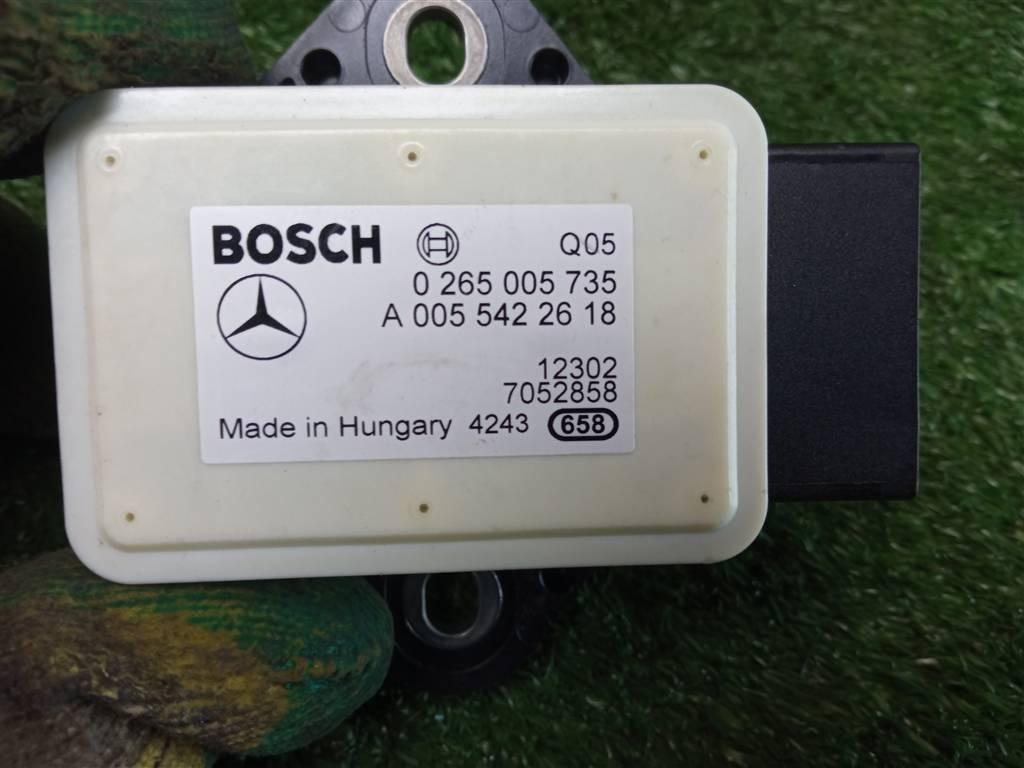 BOSCH Q05
0 265 005 735
A 005 542 26 18
12302
7052858
Made in Hungary 4243 658